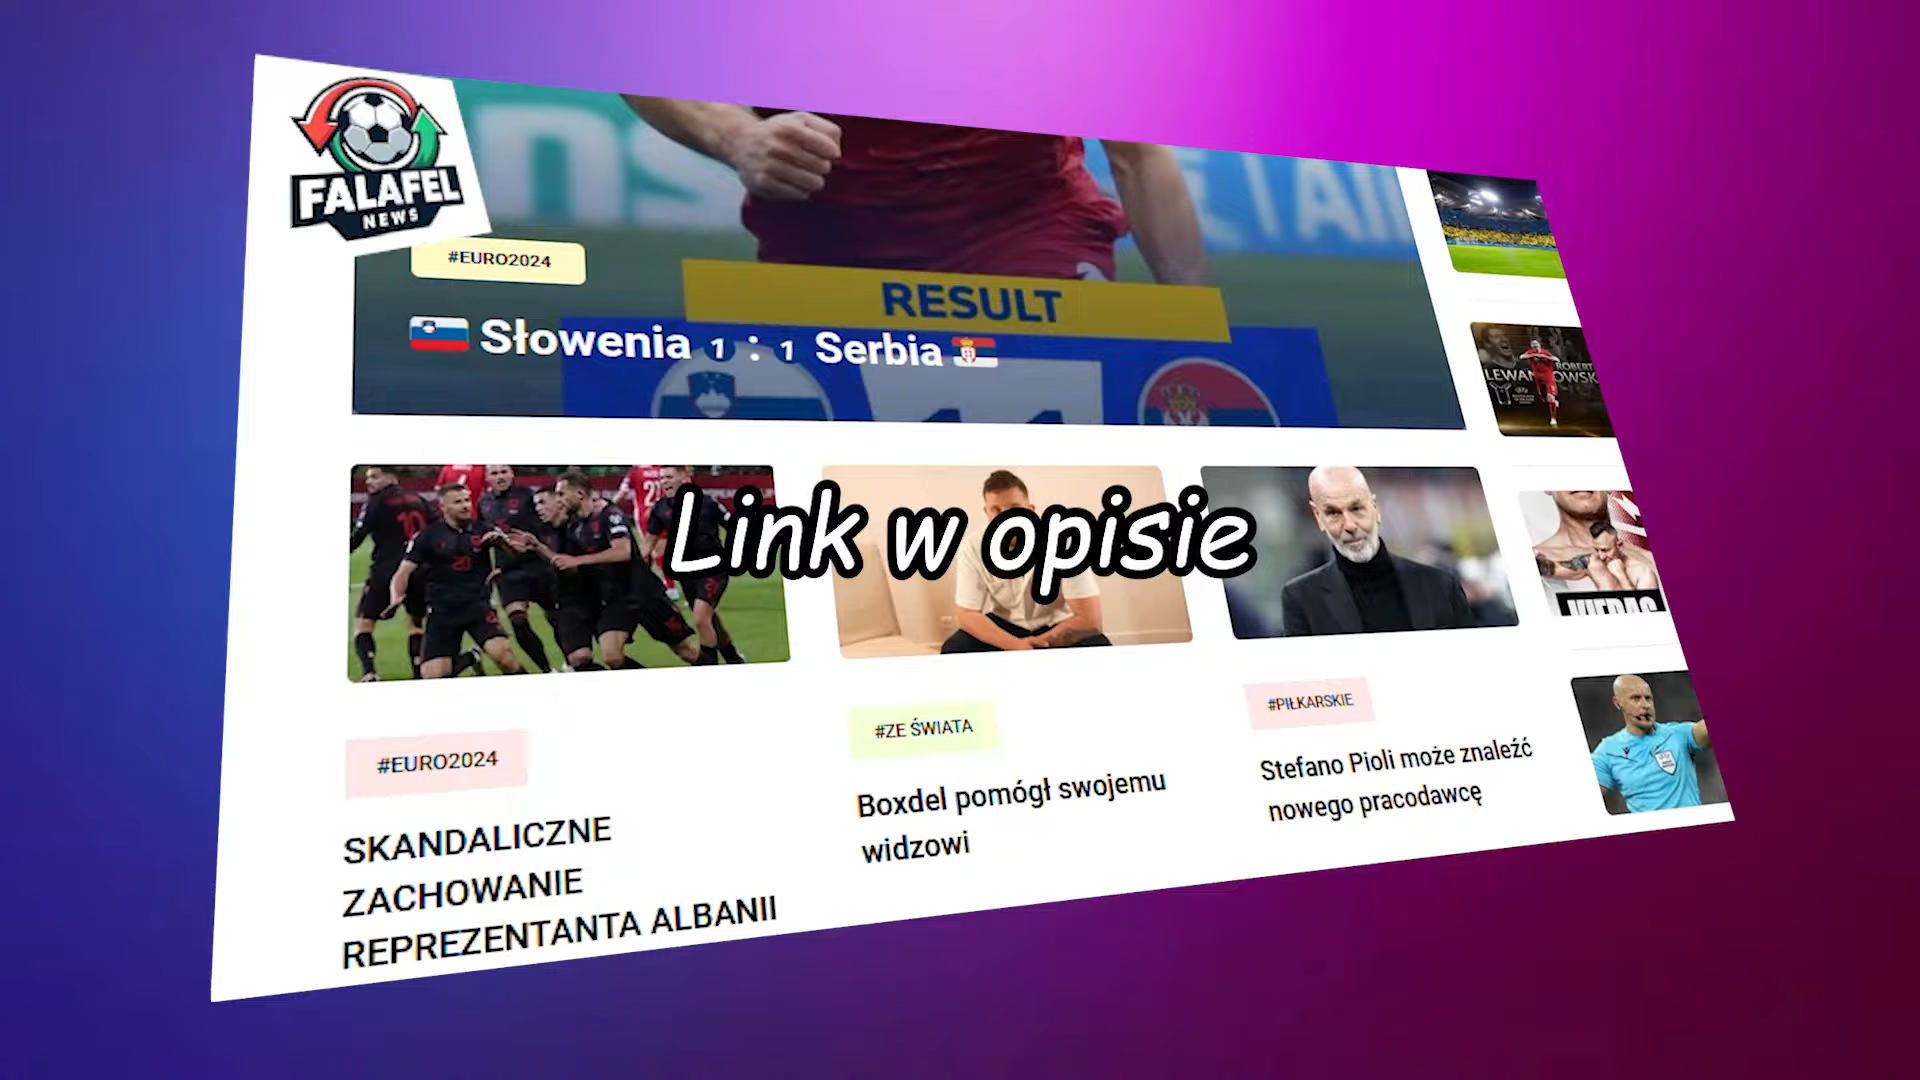 FALAFEL
NEWS
#EURO2024
RESULT
Słowenia 1 : 1 Serbia
ROBERT
Link w opisie
#EURO2024
SKANDALICZNE
ZACHOWANIE
REPREZENTANTA ALBANII
#ZE ŚWIATA
Boxdel pomógł swojemu
widzowi
#PIŁKARSKIE
Stefano Pioli może znaleźć
nowego pracodawcę